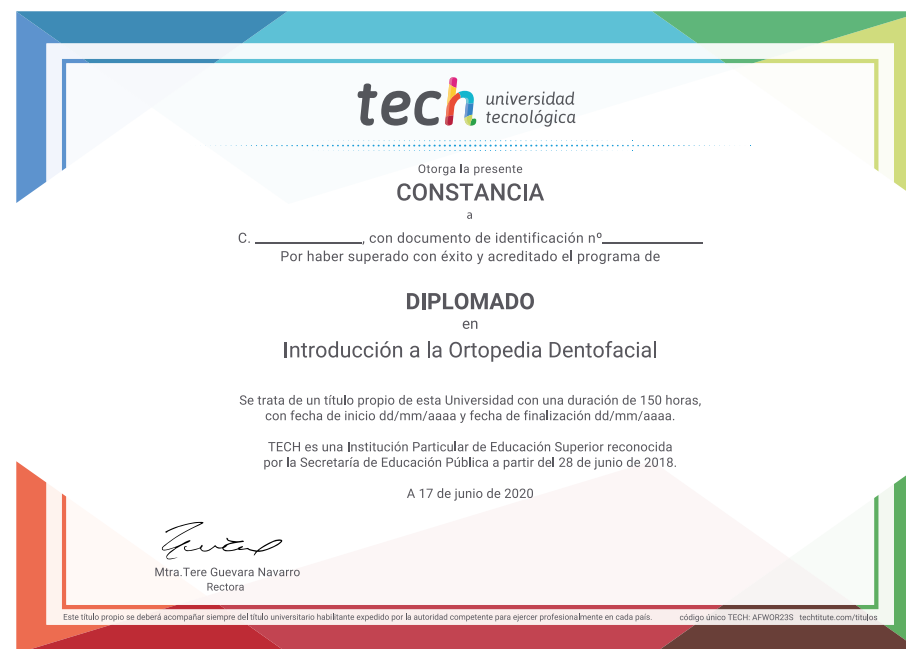 tech universidad
tecnológica
Otorga la presente
CONSTANCIA
a
C. ____________, con documento de identificación nº____________
Por haber superado con éxito y acreditado el programa de
DIPLOMADO
en
Introducción a la Ortopedia Dentofacial
Se trata de un título propio de esta Universidad con una duración de 150 horas,
con fecha de inicio dd/mm/aaaa y fecha de finalización dd/mm/aaaa.
TECH es una Institución Particular de Educación Superior reconocida
por la Secretaría de Educación Pública a partir del 28 de junio de 2018.
A 17 de junio de 2020
Mtra.Tere Guevara Navarro
Rectora
Este título propio se deberá acompañar siempre del título universitario habilitante expedido por la autoridad competente para ejercer profesionalmente en cada país. código único TECH: AFWOR23S techtitute.com/titulos